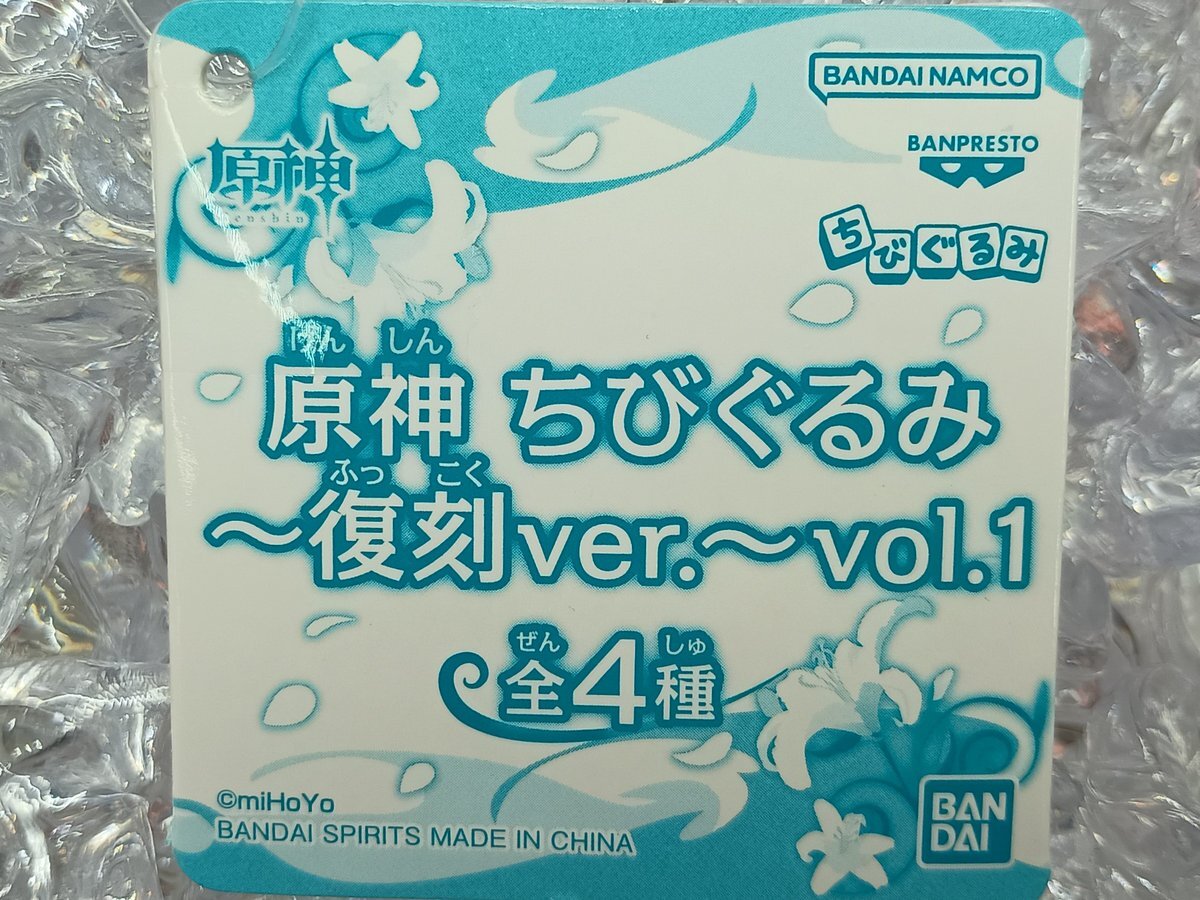 原神
Genshin
BANDAI NAMCO
BANPRESTO
ちびぐるみ
げんしん
原神 ちびぐるみ
ふっこく
～復刻ver.～vol.1
ぜん しゅ
全4種
©miHoYo
BANDAI SPIRITS MADE IN CHINA
BAN
DAI